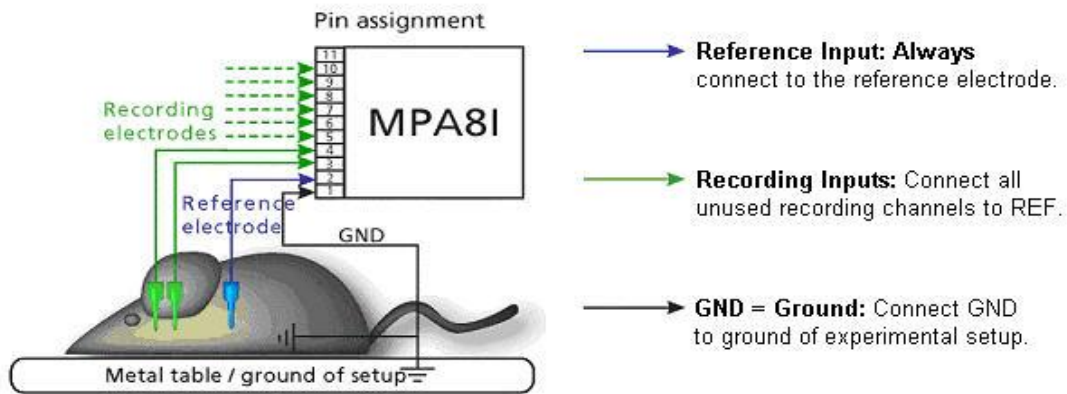 Pin assignment
11
10
9
8
7
6
5
4
3
2
1
MPA8I
Recording
electrodes
Reference
electrode
GND
Metal table / ground of setup
Reference Input: Always
connect to the reference electrode.
Recording Inputs: Connect all
unused recording channels to REF.
GND = Ground: Connect GND
to ground of experimental setup.